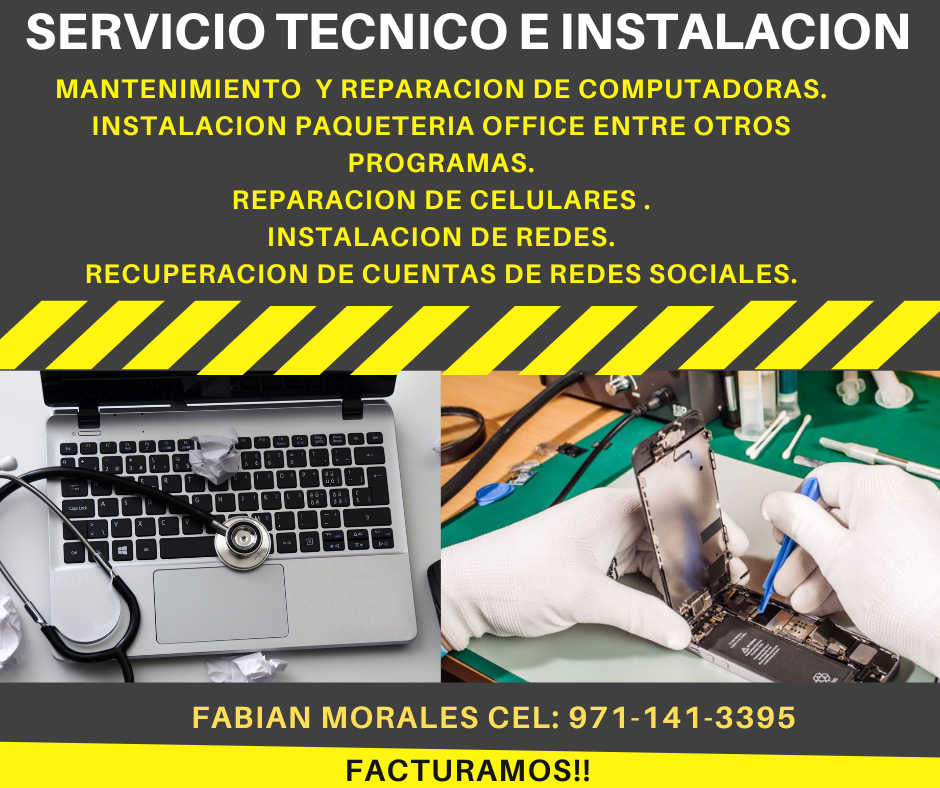 SERVICIO TECNICO E INSTALACION
MANTENIMIENTO Y REPARACION DE COMPUTADORAS.
INSTALACION PAQUETERIA OFFICE ENTRE OTROS
PROGRAMAS.
REPARACION DE CELULARES .
INSTALACION DE REDES.
RECUPERACION DE CUENTAS DE REDES SOCIALES.
FABIAN MORALES CEL: 971-141-3395
FACTURAMOS!!